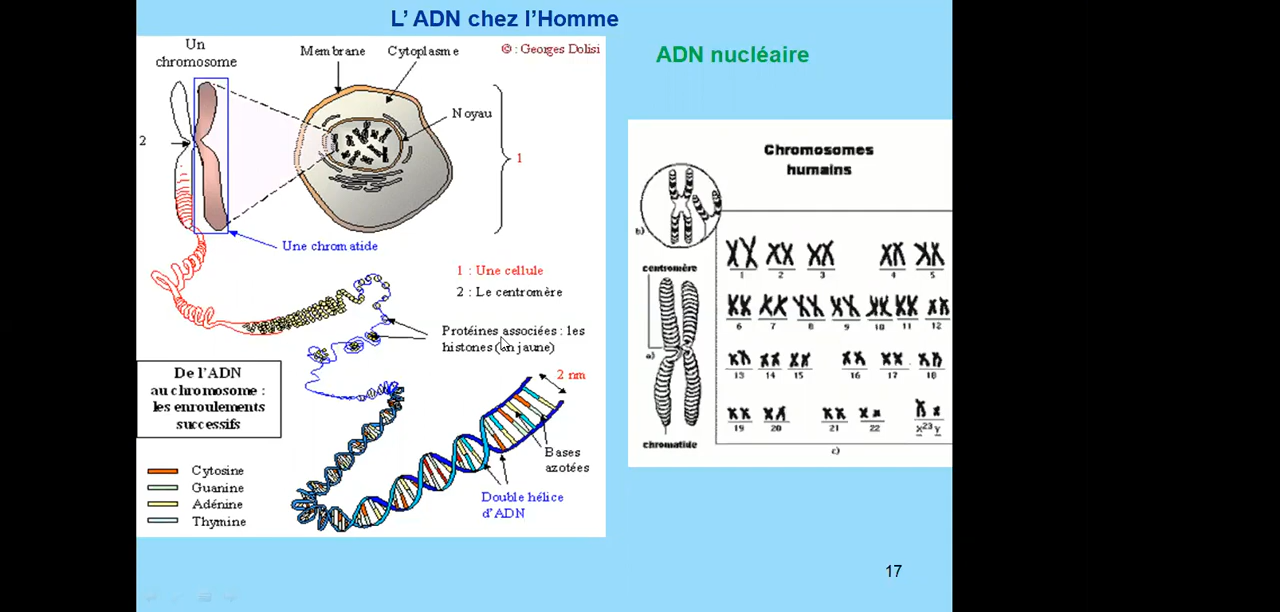 L’ ADN chez l’Homme
ADN nucléaire
Un
chromosome
Membrane
Cytoplasme
© : Georges Dolisi
Noyau
2
1
Une chromatide
1 : Une cellule
2 : Le centromère
Protéines associées : les
histones (en jaune)
De l'ADN
au chromosome :
les enroulements
successifs
2 nm
Bases
azotées
Double hélice
d'ADN
Cytosine
Guanine
Adénine
Thymine
Chromosomes
humains
b)
centromère
a)
chromatide
1 2 3 4 5
6 7 8 9 10 11 12
13 14 15 16 17 18
19 20 21 22 X 23 Y
c)
17